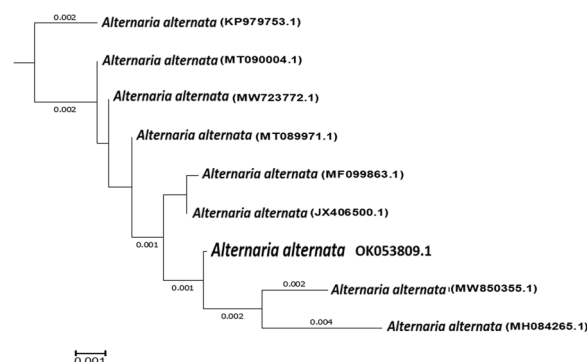 0.002
Alternaria alternata (KP979753.1)
Alternaria alternata (MT090004.1)
0.002
Alternaria alternata (MW723772.1)
Alternaria alternata (MT089971.1)
Alternaria alternata (MF099863.1)
Alternaria alternata (JX406500.1)
0.001
Alternaria alternata OK053809.1
0.001
0.002
Alternaria alternata (MW850355.1)
0.002
0.004
Alternaria alternata (MH084265.1)
0.001